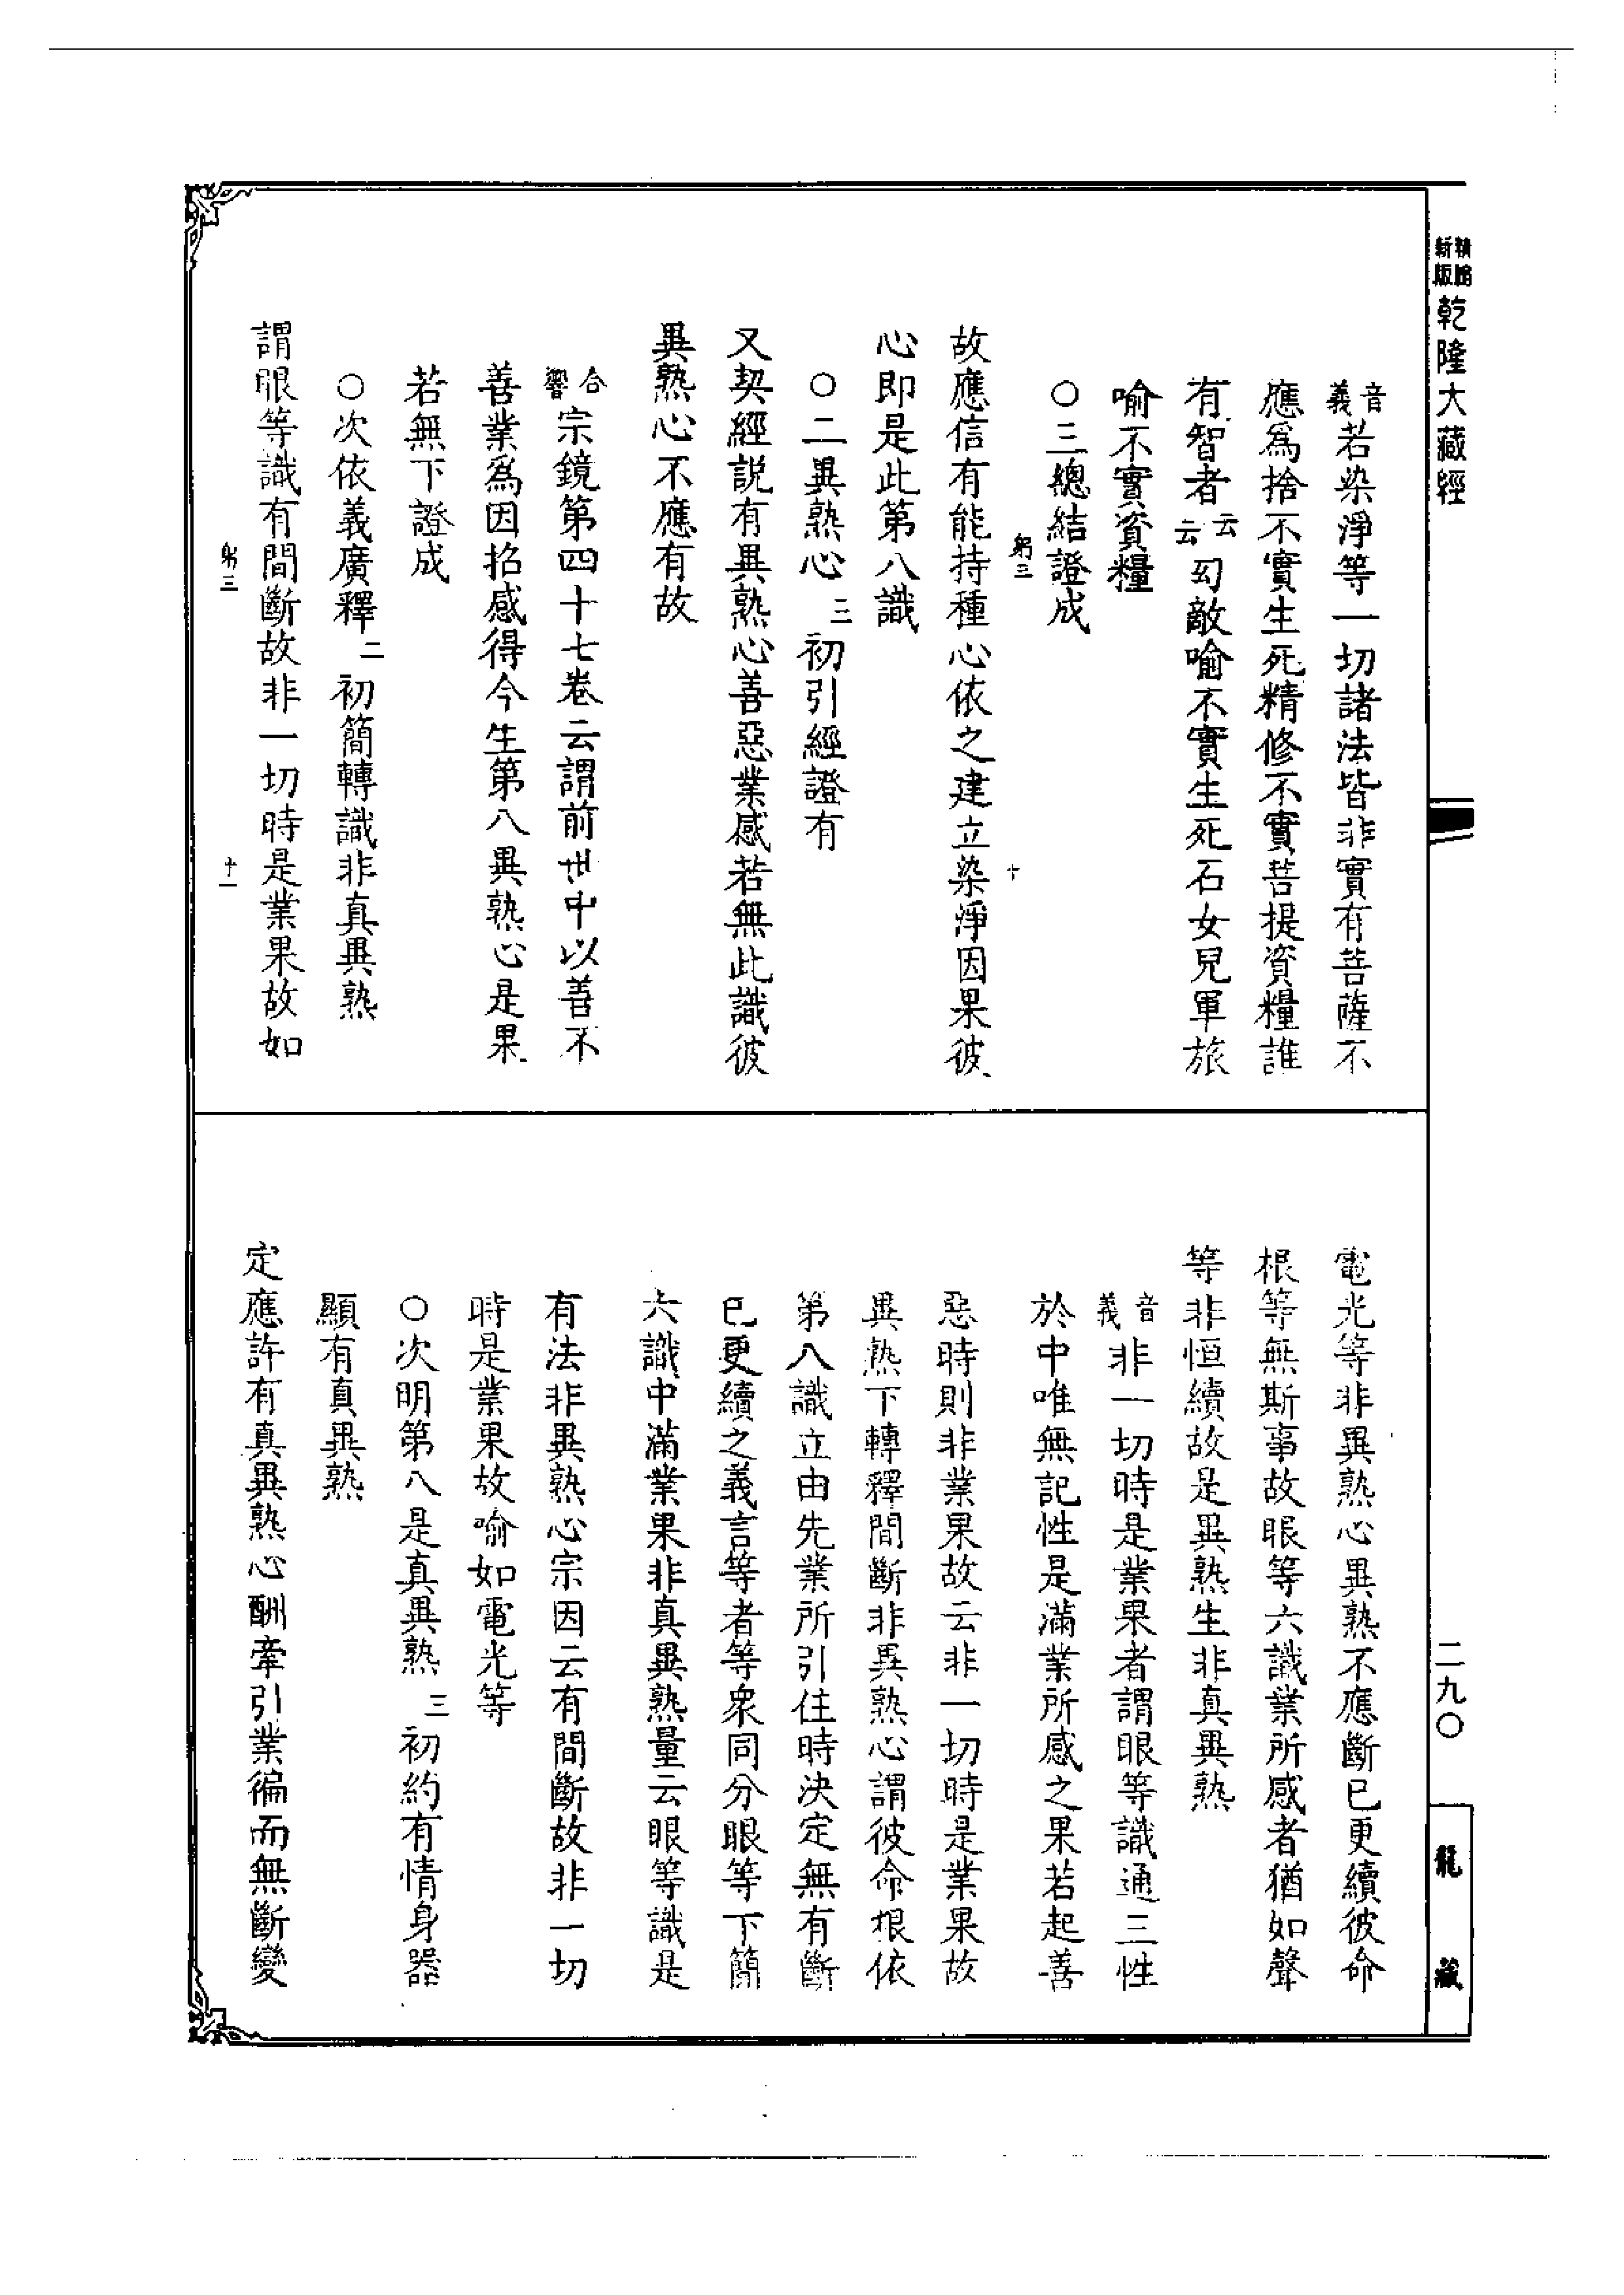 精縮新版乾隆大藏經
音義若染淨等一切諸法皆非實有菩薩不
應爲捨不實生死精修不實菩提資糧誰
有智者云云幻敵喻不實生死石女兒軍旅
喻不實資糧
○三總結證成
躬三 十
故應信有能持種心依之建立染淨因果彼
心即是此第八識
○二異熟心三初引經證有
又契經說有異熟心善惡業感若無此識彼
異熟心不應有故
合響宗鏡第四十七卷云謂前世中以善不
善業爲因招感得今生第八異熟心是果
若無下證成
○次依義廣釋二初簡轉識非真異熟
謂眼等識有間斷故非一切時是業果故如
躬三 十一
電光等非異熟心異熟不應斷已更續彼命
根等無斯事故眼等六識業所感者猶如聲
等非恒續故是異熟生非真異熟
音義非一切時是業果者謂眼等識通三性
於中唯無記性是滿業所感之果若起善
惡時則非業果故云非一切時是業果故
異熟下轉釋間斷非異熟心謂彼命根依
第八識立由先業所引住時決定無有斷
已更續之義言等者等衆同分眼等下簡
六識中滿業果非真異熟量云眼等識是
有法非異熟心宗因云有間斷故非一切
時是業果故喻如電光等
○次明第八是真異熟三初約有情身器
顯有真異熟
定應許有真異熟心酬牽引業徧而無斷變
二九〇
龍藏